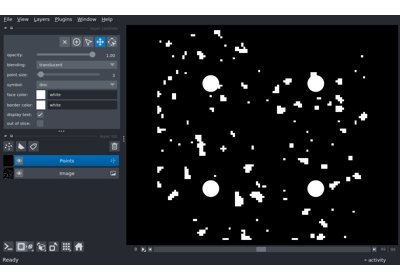 File View Layers Plugins Window Help
opacity: 1.00
blending: translucent
point size:
symbol: disc
face color: white
border color: white
display text:
out of slice:
Points
Image
Ready
activity